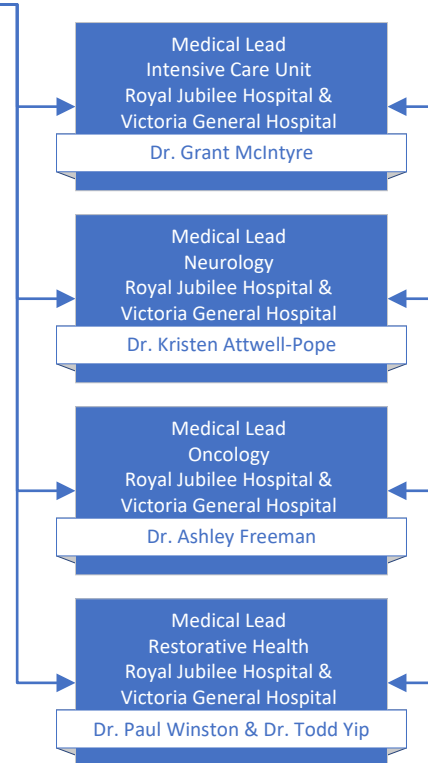 Medical Lead
Intensive Care Unit
Royal Jubilee Hospital &
Victoria General Hospital
Dr. Grant McIntyre
Medical Lead
Neurology
Royal Jubilee Hospital &
Victoria General Hospital
Dr. Kristen Attwell-Pope
Medical Lead
Oncology
Royal Jubilee Hospital &
Victoria General Hospital
Dr. Ashley Freeman
Medical Lead
Restorative Health
Royal Jubilee Hospital &
Victoria General Hospital
Dr. Paul Winston & Dr. Todd Yip